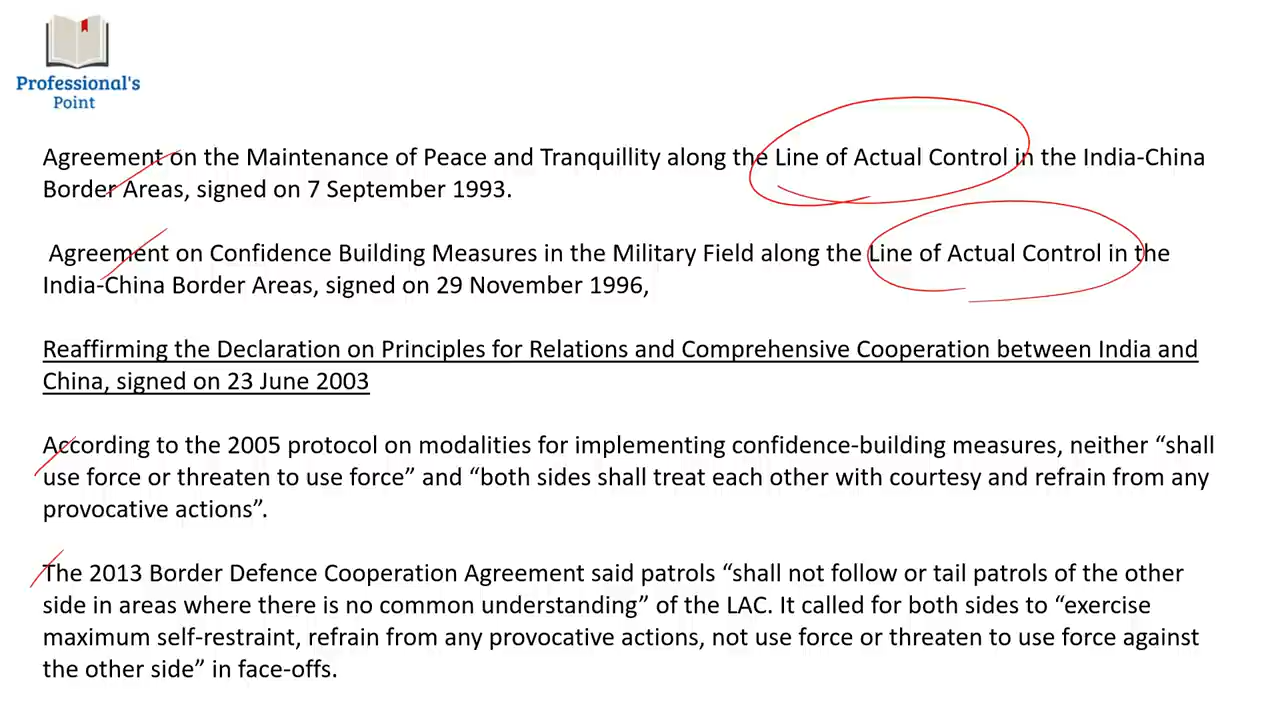 Professional's
Point
Agreement on the Maintenance of Peace and Tranquillity along the Line of Actual Control in the India-China
Border Areas, signed on 7 September 1993.
Agreement on Confidence Building Measures in the Military Field along the Line of Actual Control in the
India-China Border Areas, signed on 29 November 1996,
Reaffirming the Declaration on Principles for Relations and Comprehensive Cooperation between India and
China, signed on 23 June 2003
According to the 2005 protocol on modalities for implementing confidence-building measures, neither “shall
use force or threaten to use force” and “both sides shall treat each other with courtesy and refrain from any
provocative actions”.
The 2013 Border Defence Cooperation Agreement said patrols “shall not follow or tail patrols of the other
side in areas where there is no common understanding” of the LAC. It called for both sides to “exercise
maximum self-restraint, refrain from any provocative actions, not use force or threaten to use force against
the other side” in face-offs.